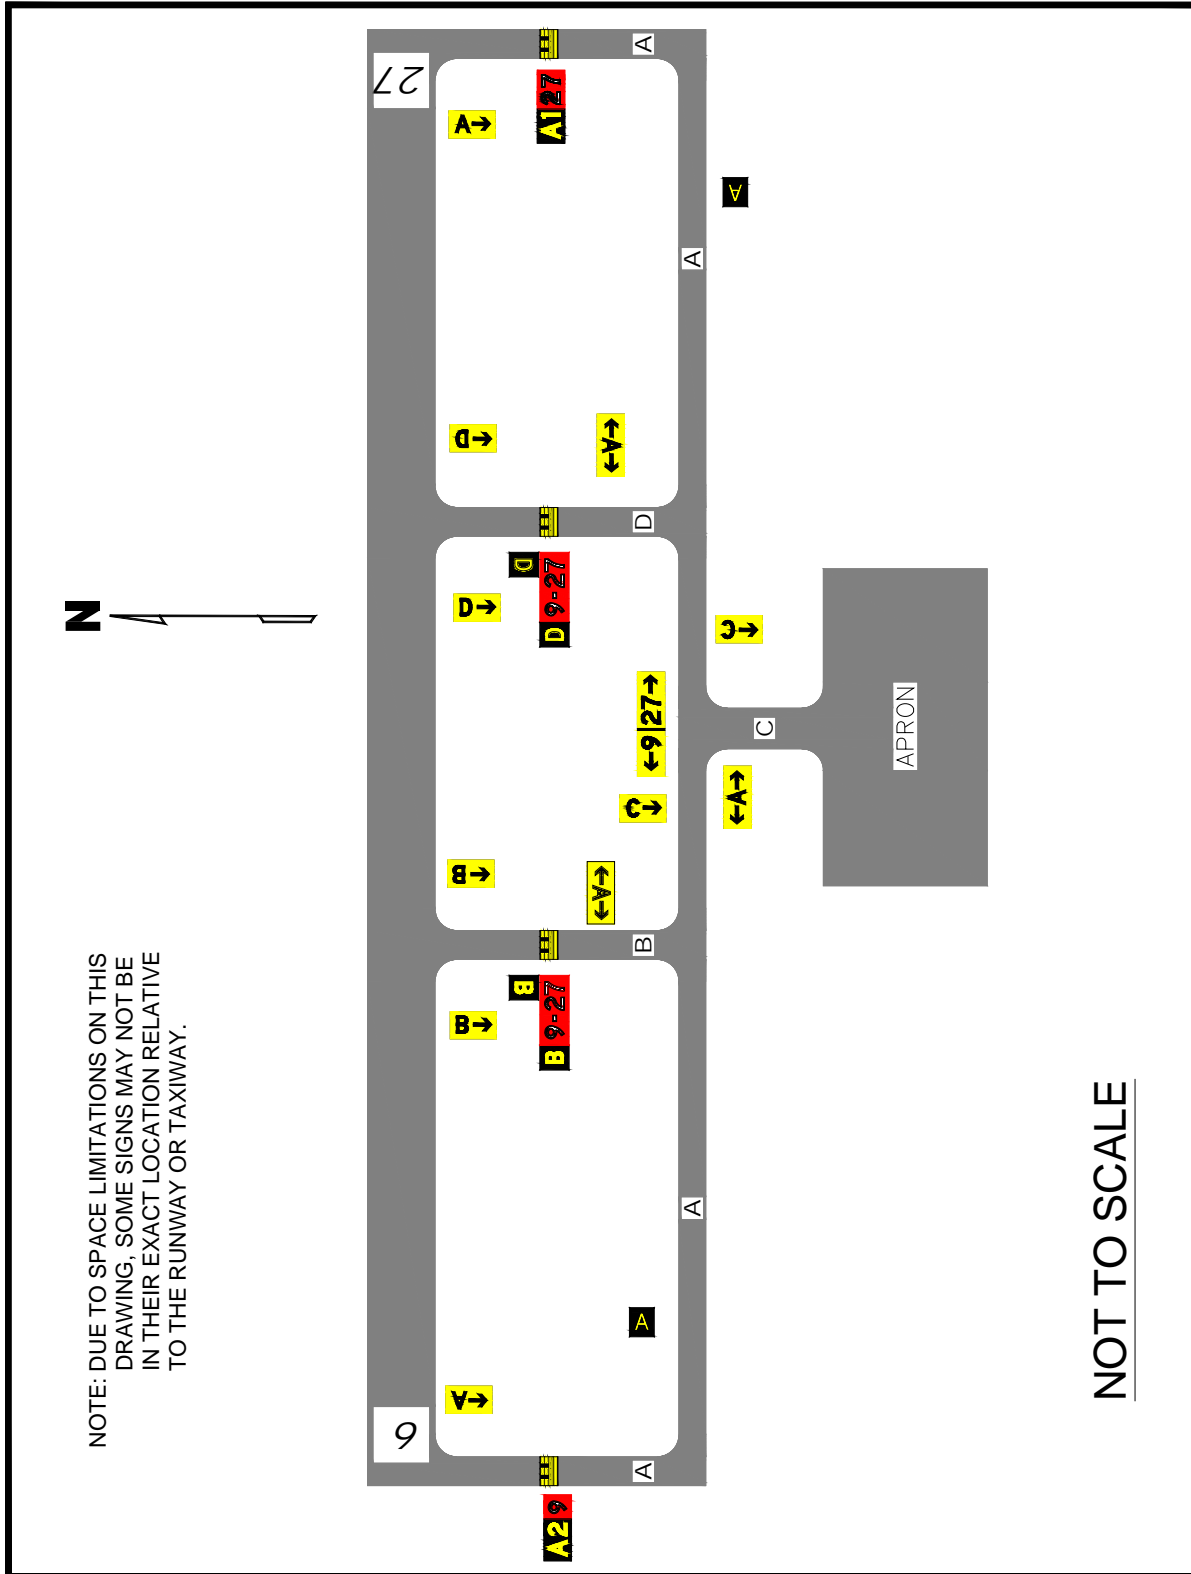 N
NOTE: DUE TO SPACE LIMITATIONS ON THIS
DRAWING, SOME SIGNS MAY NOT BE
IN THEIR EXACT LOCATION RELATIVE
TO THE RUNWAY OR TAXIWAY.
9
27
←A
B→
←B
D→
←D
A→
B
D
A2 9
B 9-27
D 9-27
A1 27
←A→
←A→
A
A
B
C→
←9|27→
D
A
A
A
←A→
←C
A
C
APRON
NOT TO SCALE